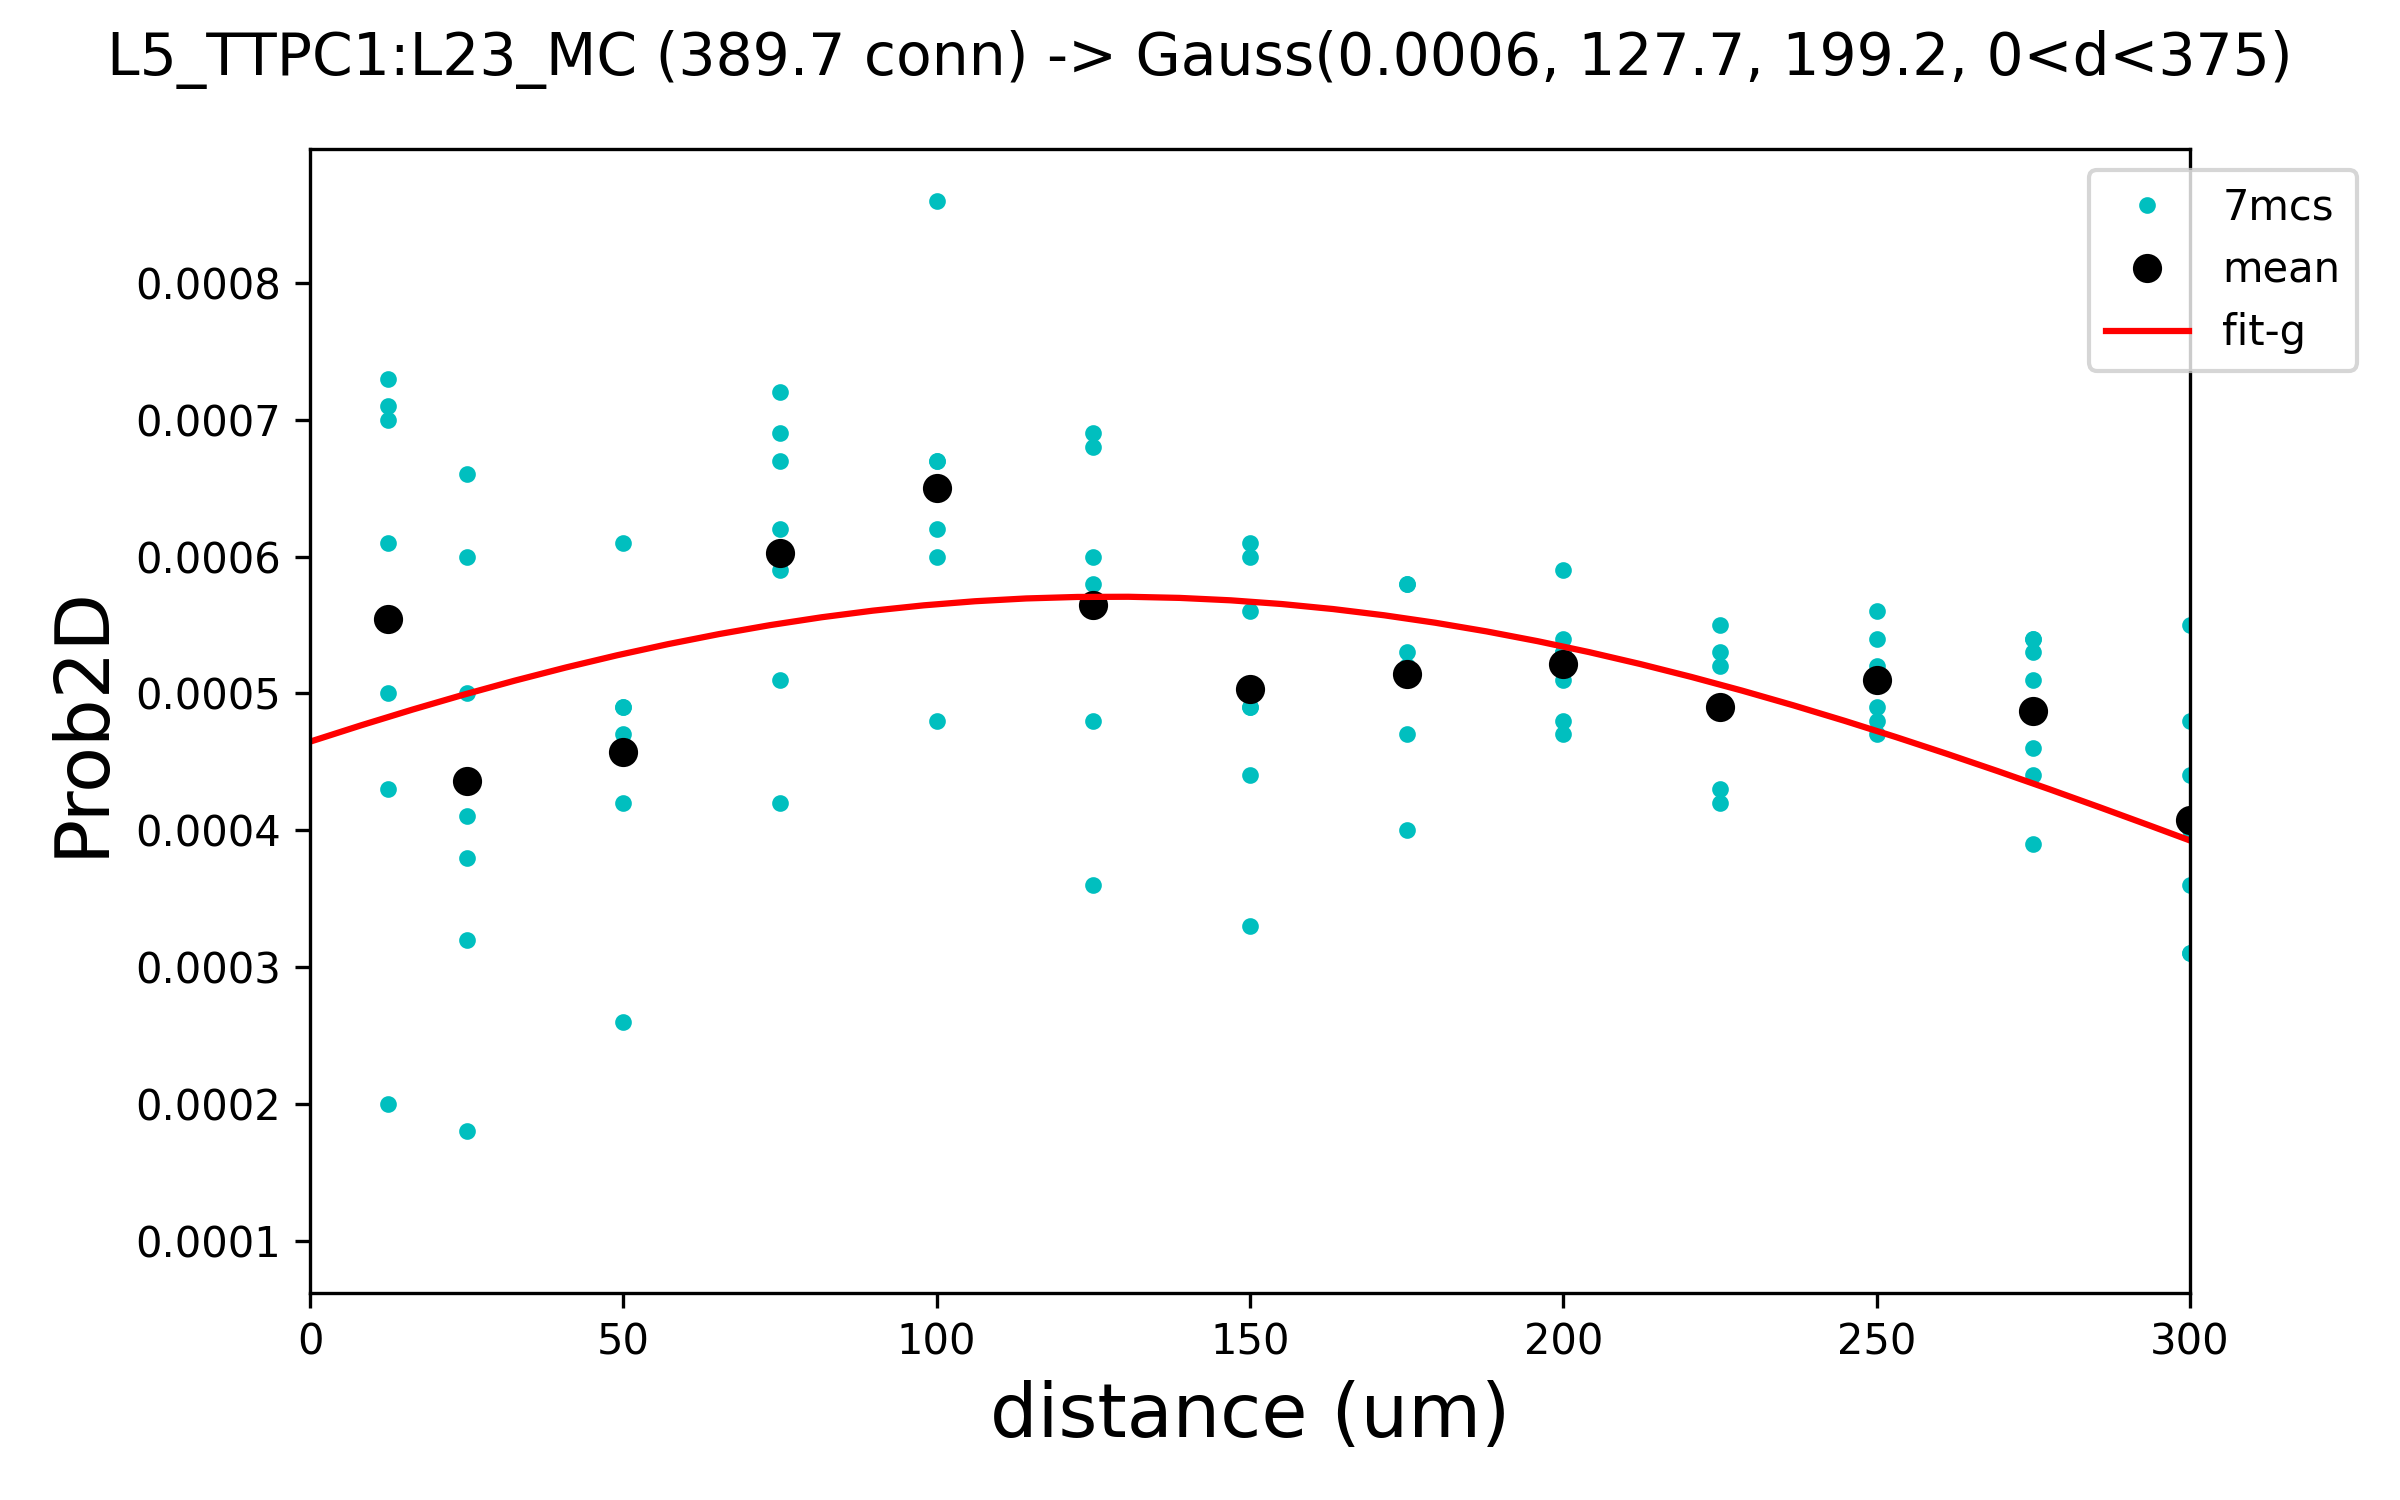 L5_TTPC1:L23_MC (389.7 conn) -> Gauss(0.0006, 127.7, 199.2, 0<d<375)
7mcs
mean
fit-g
Prob2D
0.0008
0.0007
0.0006
0.0005
0.0004
0.0003
0.0002
0.0001
0 50 100 150 200 250 300
distance (um)